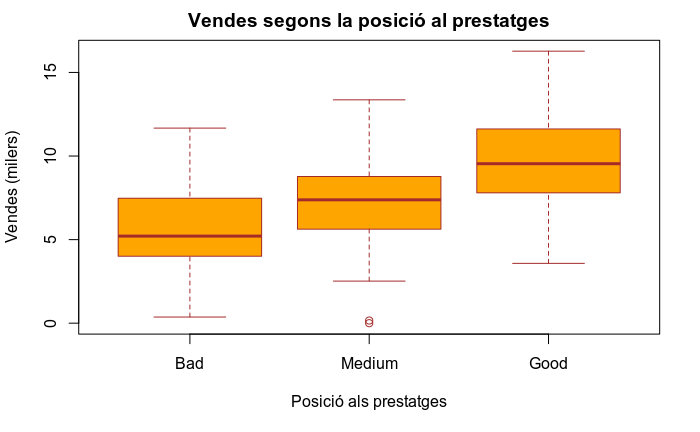 Vendes segons la posició al prestatges
Vendes (milers)
15
10
5
0
Bad Medium Good
Posició als prestatges